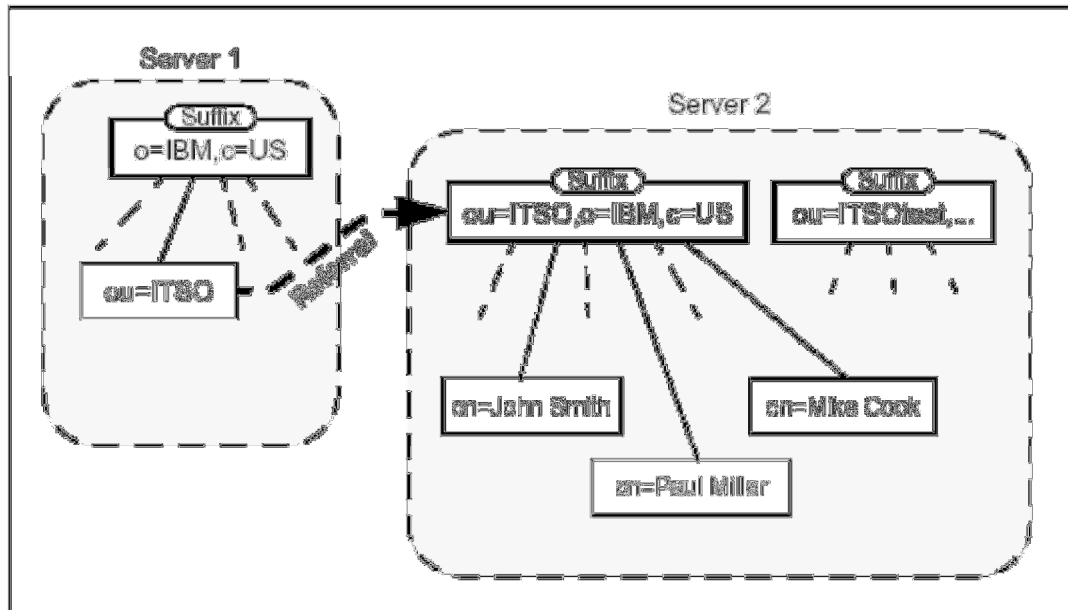 Server 1
Suffix
o=IBM,c=US
ou=ITSO
Referral
Server 2
Suffix
ou=ITSO,o=IBM,c=US
Suffix
ou=ITSOtest,...
cn=John Smith
cn=Mike Cook
cn=Paul Miller